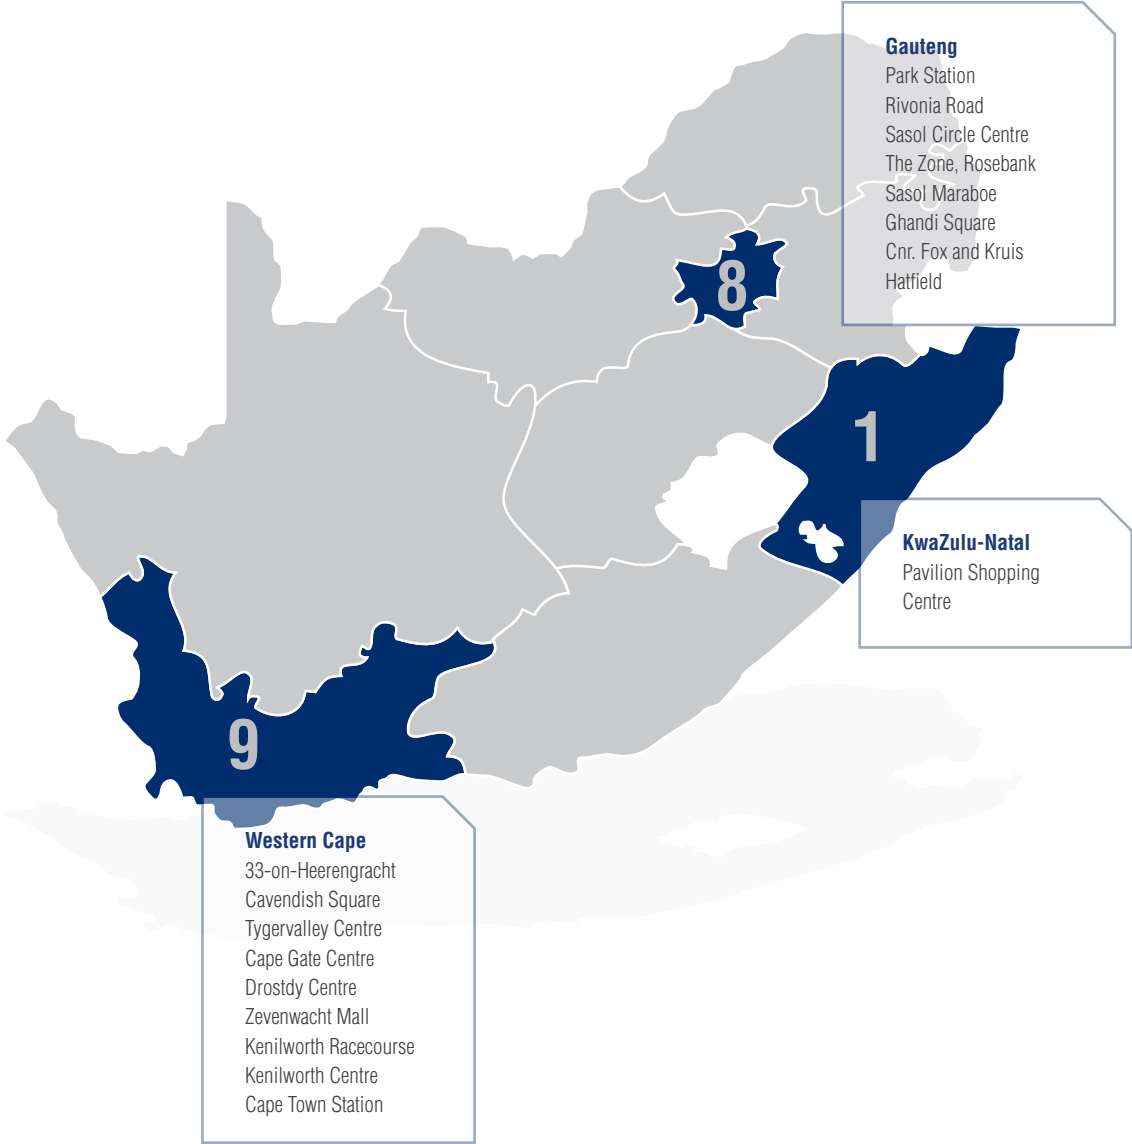 Gauteng
Park Station
Rivonia Road
Sasol Circle Centre
The Zone, Rosebank
Sasol Maraboe
Ghandi Square
Cnr. Fox and Kruis
Hatfield
8
1
KwaZulu-Natal
Pavilion Shopping
Centre
9
Western Cape
33-on-Heerengracht
Cavendish Square
Tygervalley Centre
Cape Gate Centre
Drostdy Centre
Zevenwacht Mall
Kenilworth Racecourse
Kenilworth Centre
Cape Town Station